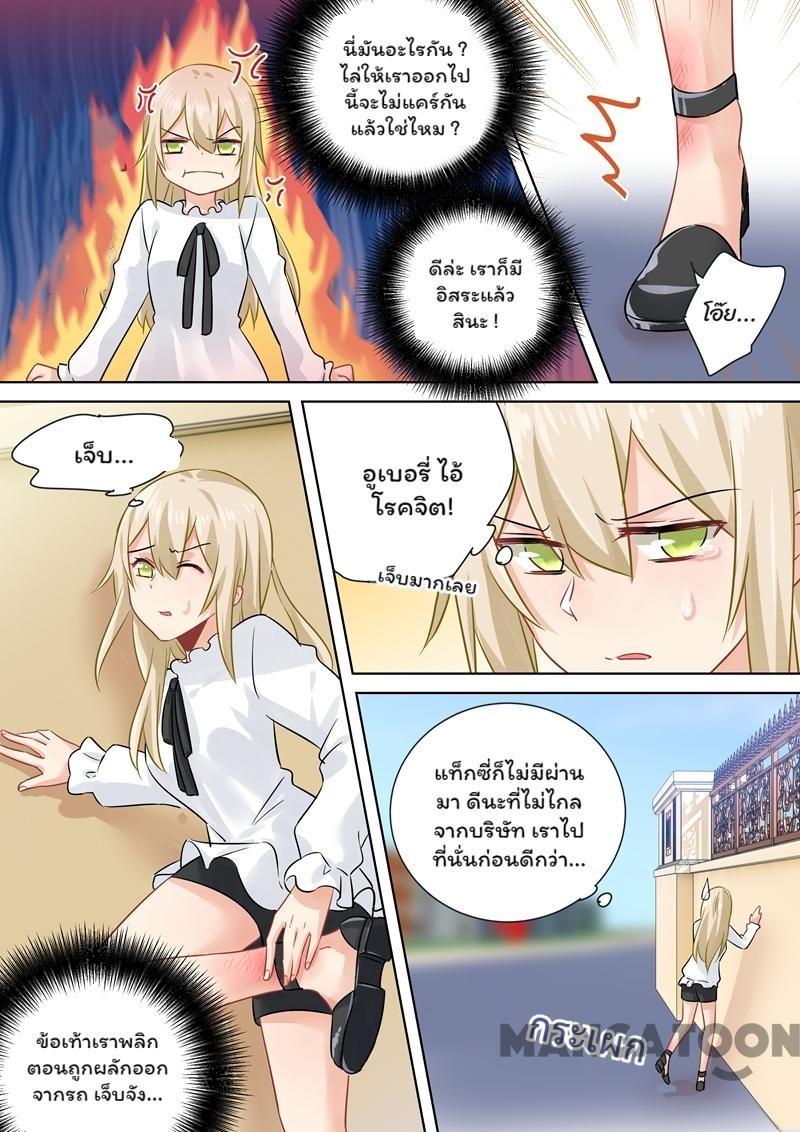 นี่มันอะไรกัน ?
ไล่ให้เราออกไป
นี้จะไม่แคร์กัน
แล้วใช่ไหม ?
ดีล่ะ เราก็มี
อิสระแล้ว
สินะ !
โอ๊ย...
เจ็บ...
อูเบอรี่ ไอ้
โรคจิต!
เจ็บมากเลย
ข้อเท้าเราพลิก
ตอนถูกผลักออก
จากรถ เจ็บจัง...
แท็กซี่ก็ไม่มีผ่าน
มา ดีนะที่ไม่ไกล
จากบริษัท เราไป
ที่นั่นก่อนดีกว่า...
กระเผก
MANGATOON